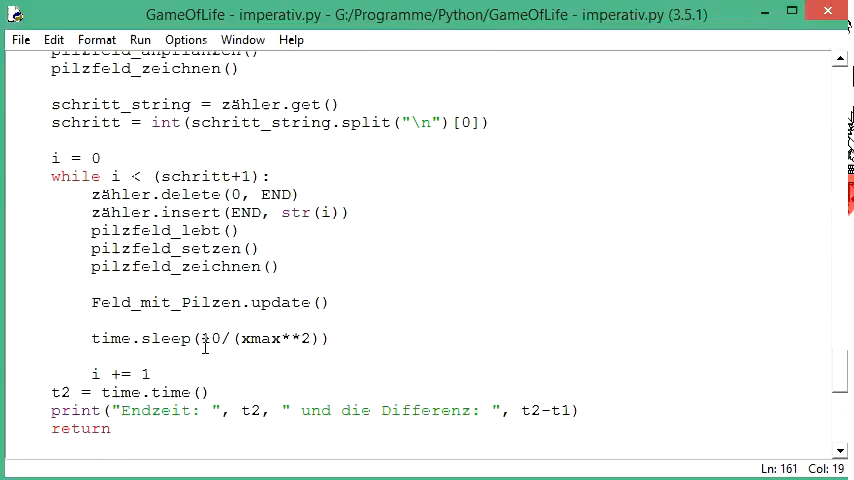 GameOfLife - imperativ.py - G:/Programme/Python/GameOfLife - imperativ.py (3.5.1)
File Edit Format Run Options Window Help
pilzfeld_anpflanzen()
pilzfeld_zeichnen()
schritt_string = zähler.get()
schritt = int(schritt_string.split("\n")[0])
i = 0
while i < (schritt+1):
zähler.delete(0, END)
zähler.insert(END, str(i))
pilzfeld_lebt()
pilzfeld_setzen()
pilzfeld_zeichnen()
Feld_mit_Pilzen.update()
time.sleep(10/(xmax**2))
i += 1
t2 = time.time()
print("Endzeit: ", t2, " und die Differenz: ", t2-t1)
return
Ln: 161 Col: 19